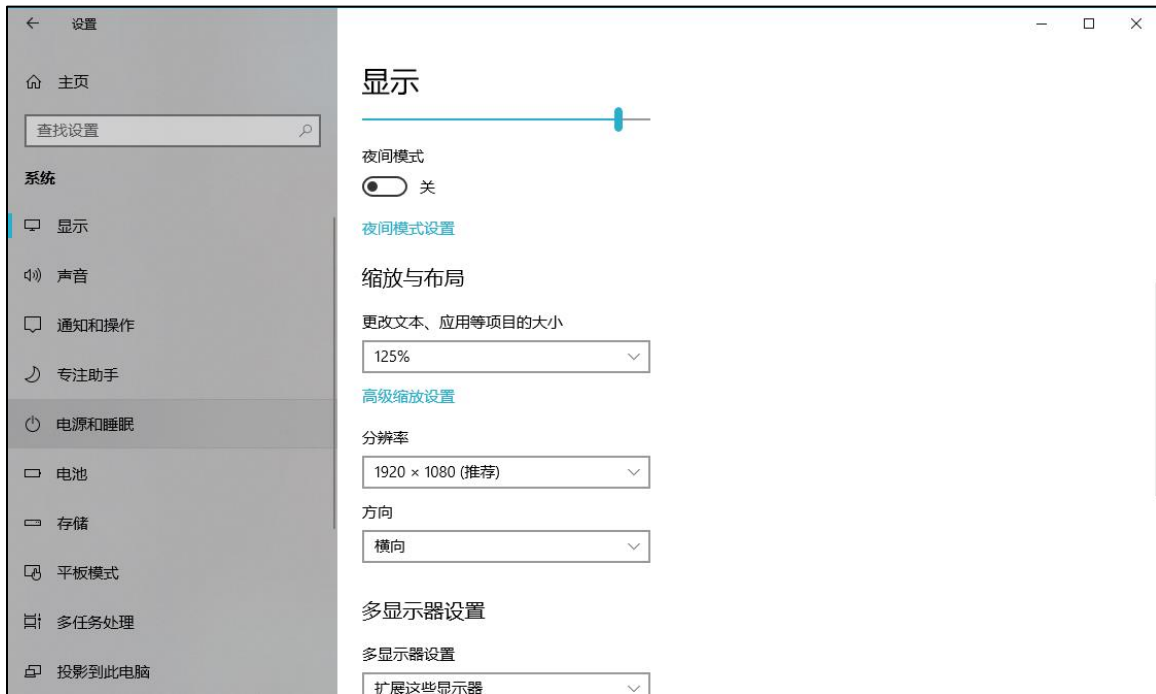 设置
主页
查找设置
系统
显示
声音
通知和操作
专注助手
电源和睡眠
电池
存储
平板模式
多任务处理
投影到此电脑
显示
夜间模式
关
夜间模式设置
缩放与布局
更改文本、应用等项目的大小
125%
高级缩放设置
分辨率
1920 × 1080 (推荐)
方向
横向
多显示器设置
多显示器设置
扩展这些显示器